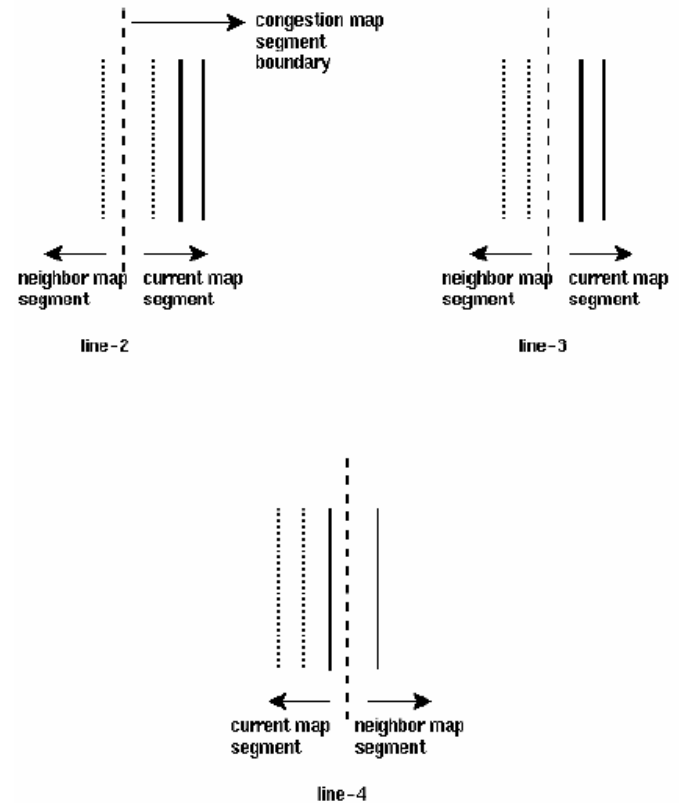 congestion map
segment
boundary
neighbor map
segment
current map
segment
line-2
neighbor map
segment
current map
segment
line-3
current map
segment
neighbor map
segment
line-4